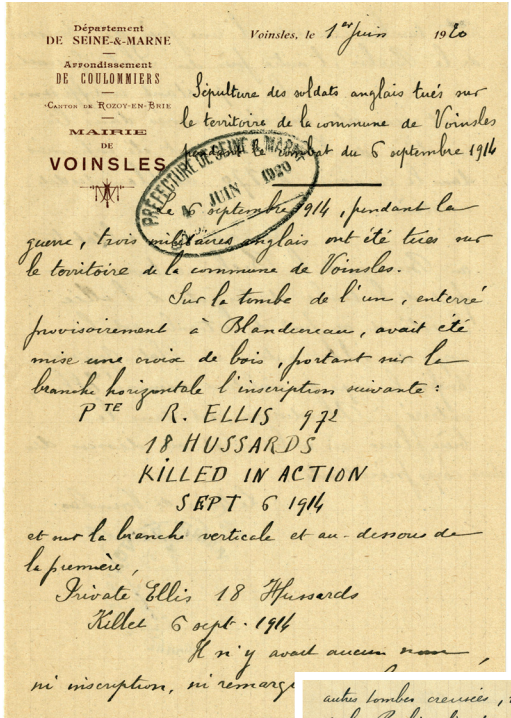 Département
DE SEINE-&-MARNE
Arrondissement
DE COULOMMIERS
CANTON DE ROZOY-EN-BRIE
MAIRIE
DE
VOINSLES
Voinsles, le 1er Juin 1920
Sépulture des soldats anglais tués sur
le territoire de la commune de Voinsles
pendant le combat du 6 septembre 1914
PRÉFECTURE DE SEINE & MARNE
JUIN 1920
Le 6 septembre 1914, pendant la
guerre, trois militaires anglais ont été tués sur
le territoire de la commune de Voinsles.
Sur la tombe de l'un, enterré
provisoirement à Blandureau, avait été
mise une croix de bois, portant sur la
branche horizontale l'inscription suivante :
PTE R. ELLIS 972
18 HUSSARDS
KILLED IN ACTION
SEPT 6 1914
et sur la branche verticale et au-dessous de
la première,
Private Ellis 18 Hussards
Killet 6 sept. 1914
Il n'y avait aucun nom,
ni inscription, ni
autres tombes creusées,